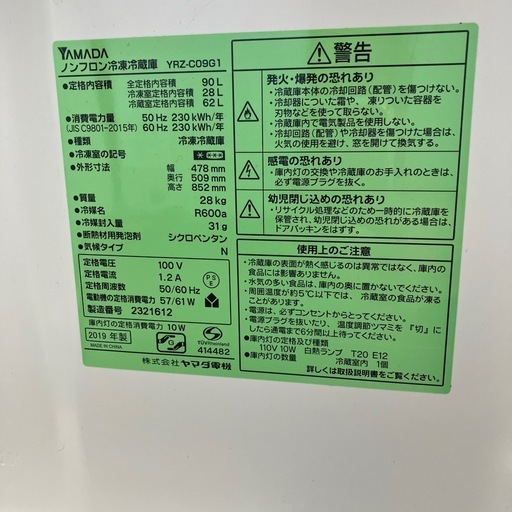 YAMADA
ノンフロン冷凍冷蔵庫 YRZ-C09G1
●定格内容積 全定格内容積 90 L
冷凍室定格内容積 28 L
冷蔵室定格内容積 62 L
●消費電力量 50 Hz 230 kWh/年
(JIS C9801-2015年) 60 Hz 230 kWh/年
●種類 冷凍冷蔵庫
●冷凍室の記号
●外形寸法 幅 478 mm
奥行 509 mm
高さ 852 mm
●質量 28 kg
●冷媒名 R600a
●冷媒封入量 31 g
●断熱材用発泡剤 シクロペンタン
●気候タイプ N
定格電圧 100 V
定格電流 1.2 A
定格周波数 50/60 Hz
電動機の定格消費電力 57/61 W
製造番号 2321612
PS
E
庫内灯の定格消費電力 10W
2019 年製
MADE IN CHINA
G
TÜVRheinland
414482
株式会社ヤマダ電機
警告
発火・爆発の恐れあり
●冷蔵庫本体の冷却回路(配管)を傷つけない。
●冷却器についた霜や、凍りついた容器を
刃物などを使って取らない。
●冷蔵庫内で電気製品を使用しない。
●冷却器や冷却回路(配管)を傷つけた場合は、
火気の使用を避け、窓を開けて換気する。
感電の恐れあり
●庫内灯の交換や冷蔵庫のお手入れのときは、
必ず電源プラグを抜く。
幼児閉じ込めの恐れあり
●リサイクル処理などのため一時的に冷蔵庫を
保管され、幼児が閉じ込められる恐れがある場合は、
ドアパッキンをはずす。
使用上のご注意
●冷蔵庫の表面が熱く感じるのは異常ではなく、庫内の
食品には影響ありません。
●水気の多い食品は、庫内の奥に置かないでください。
●周囲温度が約5℃以下では、冷蔵室の食品が凍る
ことがあります。
●電源は、必ずコンセントからとってください。
●電源プラグを抜いたり、温度調節ツマミを「切」に
したら通電まで6分以上待ってください。
●庫内灯の定格及び数量 白熱ランプ T20 E12
110V 10W 冷蔵室内 1個
詳しくは取扱説明書をご覧ください。